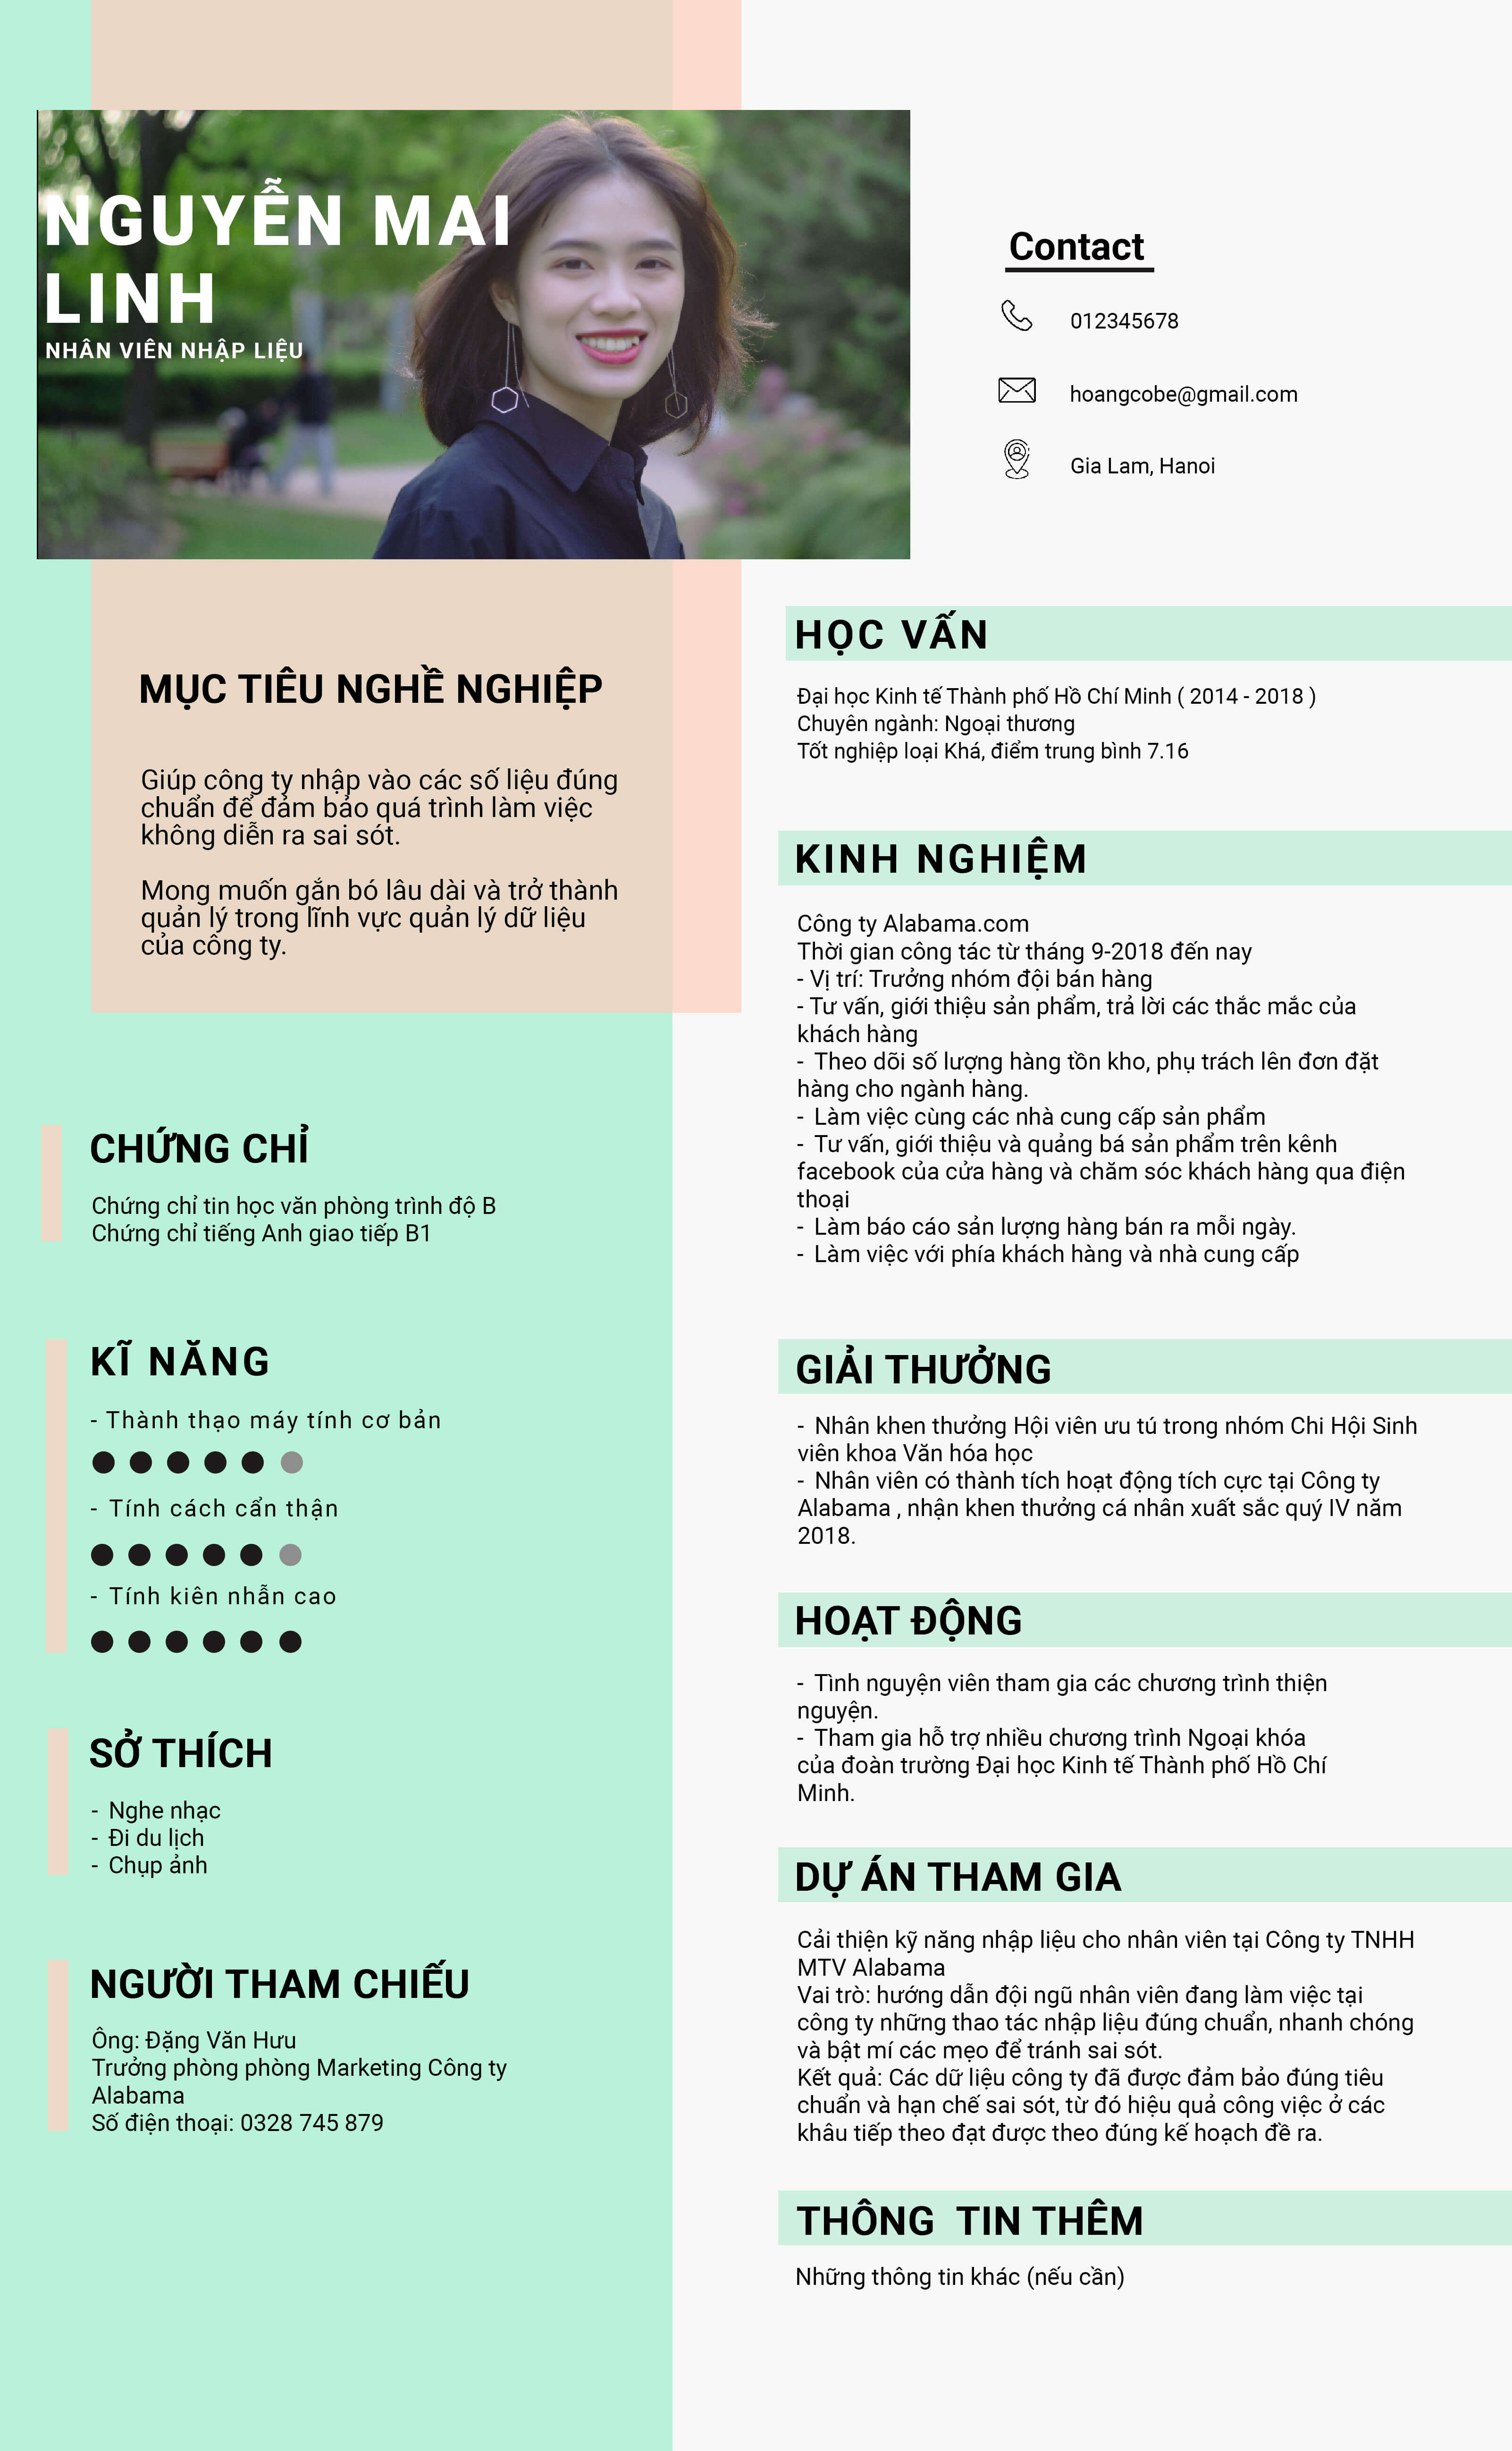 NGUYỄN MAI
LINH
NHÂN VIÊN NHẬP LIỆU
Contact
012345678
hoangcobe@gmail.com
Gia Lam, Hanoi
MỤC TIÊU NGHỀ NGHIỆP
Giúp công ty nhập vào các số liệu đúng
chuẩn để đảm bảo quá trình làm việc
không diễn ra sai sót.
Mong muốn gắn bó lâu dài và trở thành
quản lý trong lĩnh vực quản lý dữ liệu
của công ty.
CHỨNG CHỈ
Chứng chỉ tin học văn phòng trình độ B
Chứng chỉ tiếng Anh giao tiếp B1
KĨ NĂNG
- Thành thạo máy tính cơ bản
- Tính cách cẩn thận
- Tính kiên nhẫn cao
SỞ THÍCH
- Nghe nhạc
- Đi du lịch
- Chụp ảnh
NGƯỜI THAM CHIẾU
Ông: Đặng Văn Hưu
Trưởng phòng phòng Marketing Công ty
Alabama
Số điện thoại: 0328 745 879
HỌC VẤN
Đại học Kinh tế Thành phố Hồ Chí Minh ( 2014 - 2018 )
Chuyên ngành: Ngoại thương
Tốt nghiệp loại Khá, điểm trung bình 7.16
KINH NGHIỆM
Công ty Alabama.com
Thời gian công tác từ tháng 9-2018 đến nay
- Vị trí: Trưởng nhóm đội bán hàng
- Tư vấn, giới thiệu sản phẩm, trả lời các thắc mắc của
khách hàng
- Theo dõi số lượng hàng tồn kho, phụ trách lên đơn đặt
hàng cho ngành hàng.
- Làm việc cùng các nhà cung cấp sản phẩm
- Tư vấn, giới thiệu và quảng bá sản phẩm trên kênh
facebook của cửa hàng và chăm sóc khách hàng qua điện
thoại
- Làm báo cáo sản lượng hàng bán ra mỗi ngày.
- Làm việc với phía khách hàng và nhà cung cấp
GIẢI THƯỞNG
- Nhân khen thưởng Hội viên ưu tú trong nhóm Chi Hội Sinh
viên khoa Văn hóa học
- Nhân viên có thành tích hoạt động tích cực tại Công ty
Alabama , nhận khen thưởng cá nhân xuất sắc quý IV năm
2018.
HOẠT ĐỘNG
- Tình nguyện viên tham gia các chương trình thiện
nguyện.
- Tham gia hỗ trợ nhiều chương trình Ngoại khóa
của đoàn trường Đại học Kinh tế Thành phố Hồ Chí
Minh.
DỰ ÁN THAM GIA
Cải thiện kỹ năng nhập liệu cho nhân viên tại Công ty TNHH
MTV Alabama
Vai trò: hướng dẫn đội ngũ nhân viên đang làm việc tại
công ty những thao tác nhập liệu đúng chuẩn, nhanh chóng
và bật mí các mẹo để tránh sai sót.
Kết quả: Các dữ liệu công ty đã được đảm bảo đúng tiêu
chuẩn và hạn chế sai sót, từ đó hiệu quả công việc ở các
khâu tiếp theo đạt được theo đúng kế hoạch đề ra.
THÔNG TIN THÊM
Những thông tin khác (nếu cần)